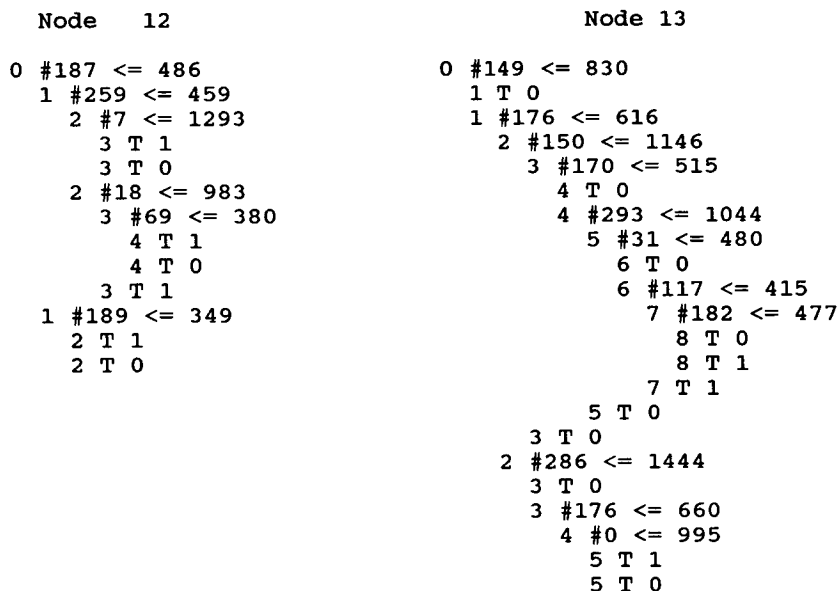 Node 12
0 #187 <= 486
1 #259 <= 459
2 #7 <= 1293
3 T 1
3 T 0
2 #18 <= 983
3 #69 <= 380
4 T 1
4 T 0
3 T 1
1 #189 <= 349
2 T 1
2 T 0
Node 13
0 #149 <= 830
1 T 0
1 #176 <= 616
2 #150 <= 1146
3 #170 <= 515
4 T 0
4 #293 <= 1044
5 #31 <= 480
6 T 0
6 #117 <= 415
7 #182 <= 477
8 T 0
8 T 1
7 T 1
5 T 0
3 T 0
2 #286 <= 1444
3 T 0
3 #176 <= 660
4 #0 <= 995
5 T 1
5 T 0